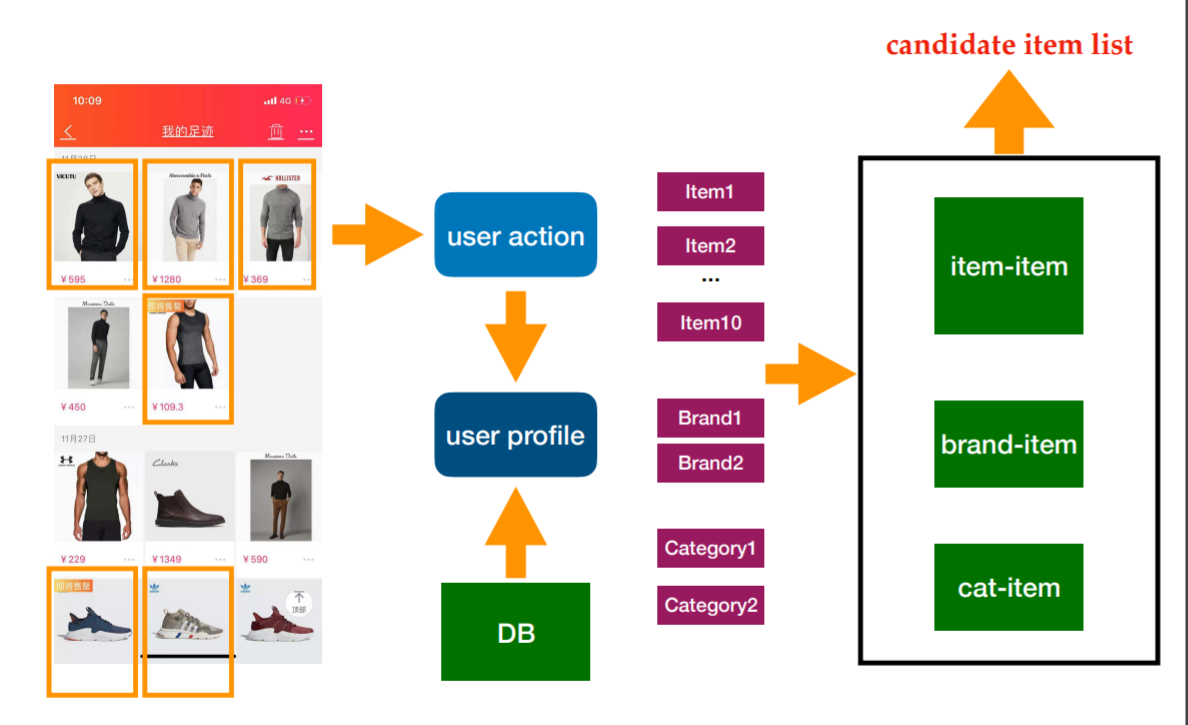 candidate item list
10:09
4G
我的足迹
11月28日
VICUTU
Abercrombie & Fitch
HOLLISTER
¥595
¥1280
¥369
Massimo Dutti
即将售罄
¥450
¥109.3
11月27日
Clarks
Massimo Dutti
¥229
¥1349
¥590
即将售罄
顶部
user action
user profile
DB
Item1
Item2
...
Item10
Brand1
Brand2
Category1
Category2
item-item
brand-item
cat-item